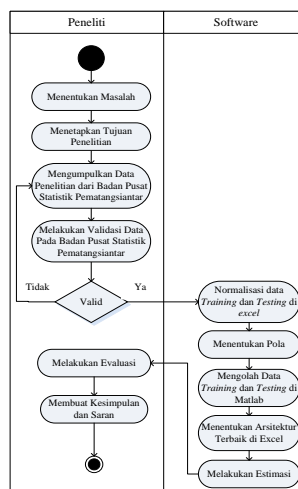 Peneliti
Software
Menentukan Masalah
Menetapkan Tujuan
Penelitian
Mengumpulkan Data
Penelitian dari Badan Pusat
Statistik Pematangsiantar
Melakukan Validasi Data
Pada Badan Pusat Statistik
Pematangsiantar
Tidak
Valid
Ya
Normalisasi data
Training dan Testing di
excel
Menentukan Pola
Mengolah Data
Training dan Testing di
Matlab
Menentukan Arsitektur
Terbaik di Excel
Melakukan Estimasi
Melakukan Evaluasi
Membuat Kesimpulan
dan Saran